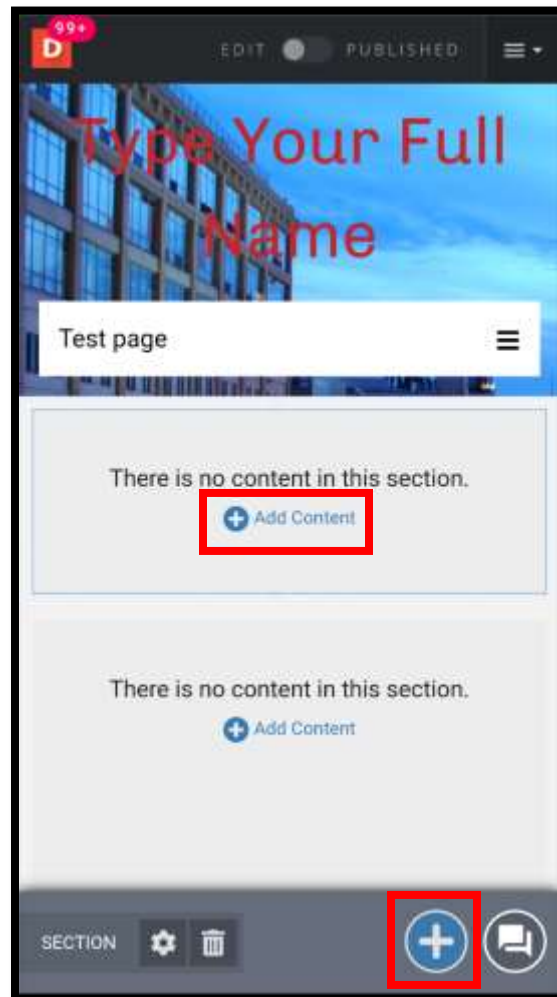 99+
D
EDIT PUBLISHED
Type Your Full
Name
Test page
There is no content in this section.
Add Content
There is no content in this section.
Add Content
SECTION